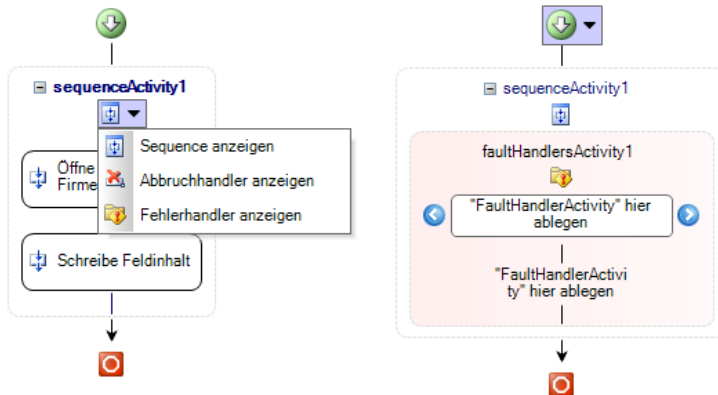 sequenceActivity1
Sequence anzeigen
Abbruchhandler anzeigen
Fehlerhandler anzeigen
Öffne
Firme
Schreibe Feldinhalt
sequenceActivity1
faultHandlersActivity1
"FaultHandlerActivity" hier
ablegen
"FaultHandlerActivi
ty" hier ablegen